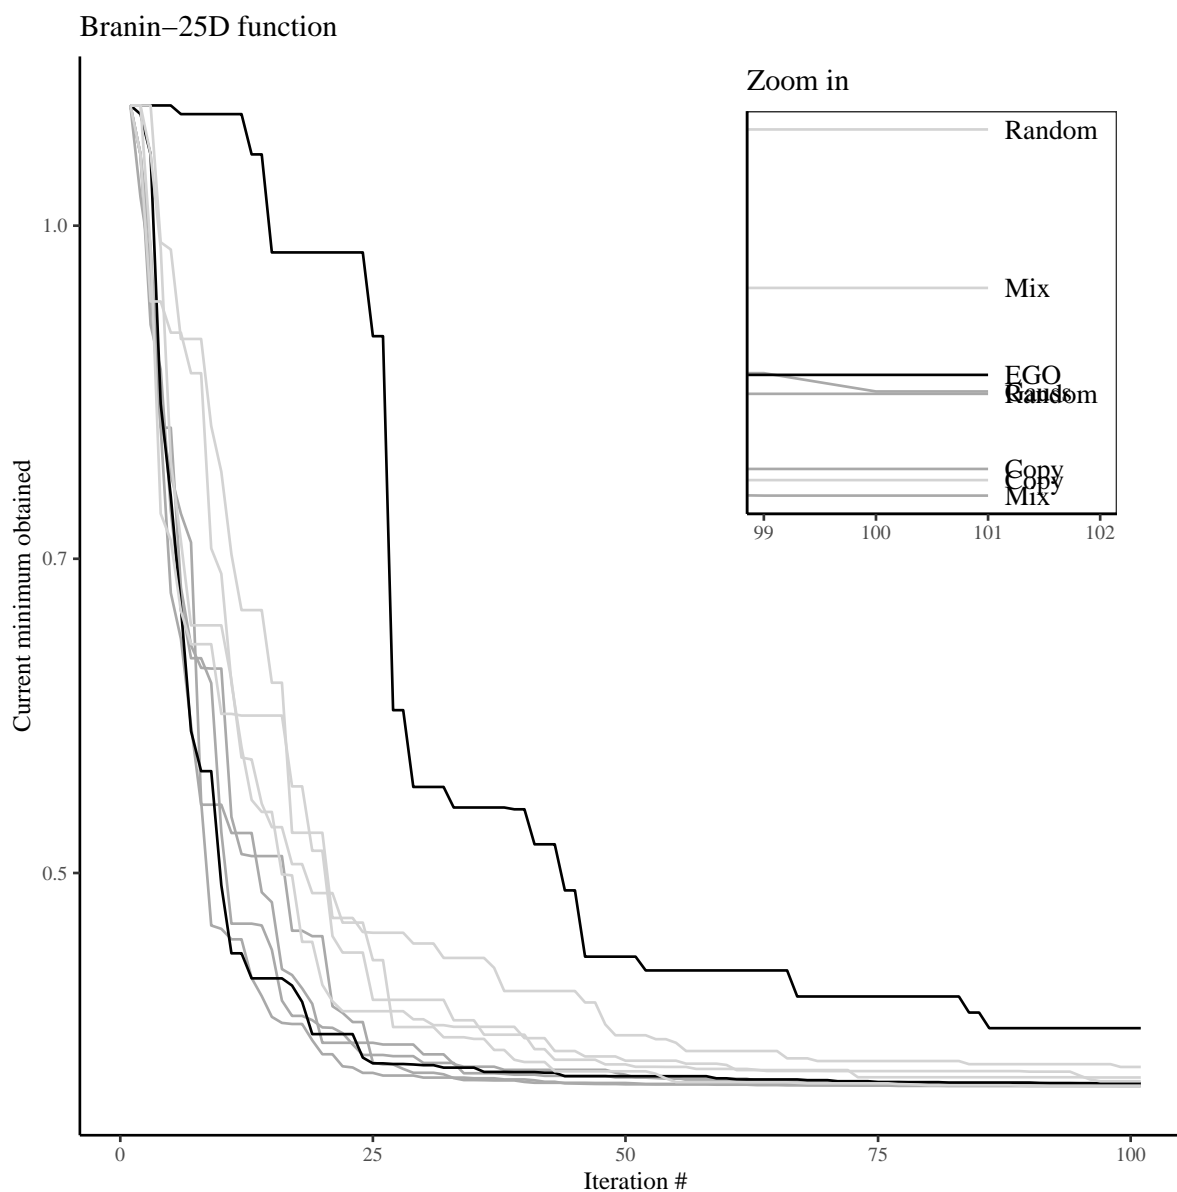 Branin−25D function
Zoom in
Random
Mix
EGO
Gauss
Random
Copy
Copy
Mix
99 100 101 102
1.0
0.7
0.5
Current minimum obtained
0 25 50 75 100
Iteration #